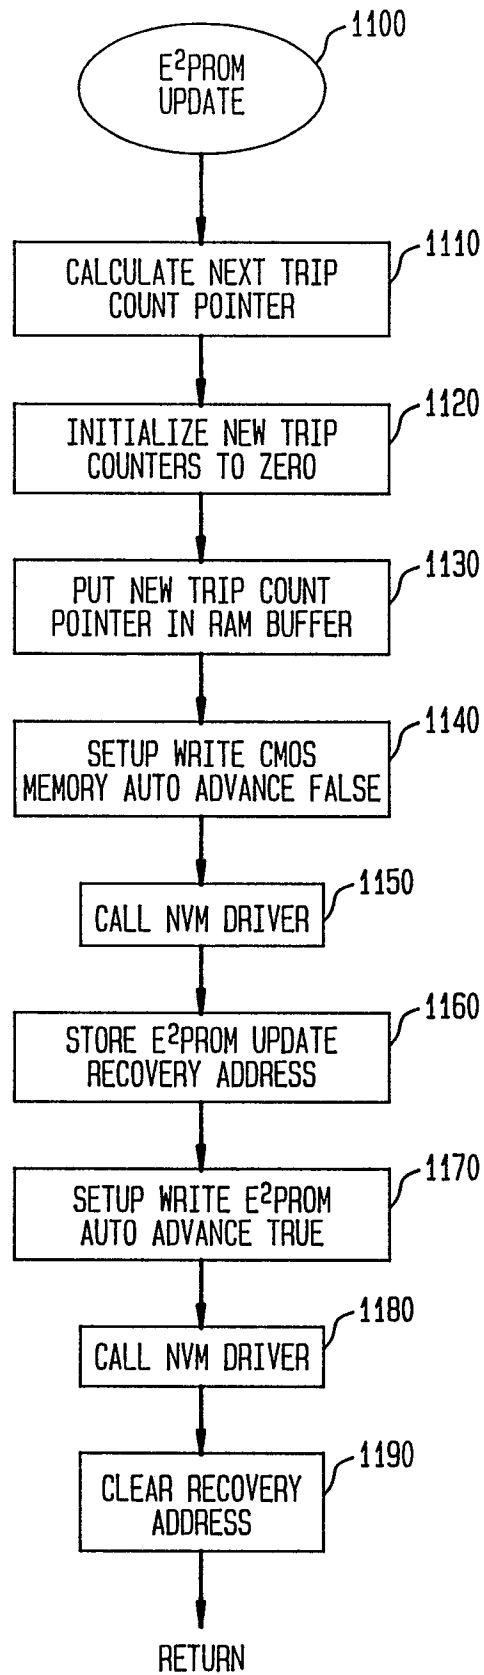 1100
E²PROM
UPDATE
1110
CALCULATE NEXT TRIP
COUNT POINTER
1120
INITIALIZE NEW TRIP
COUNTERS TO ZERO
1130
PUT NEW TRIP COUNT
POINTER IN RAM BUFFER
1140
SETUP WRITE CMOS
MEMORY AUTO ADVANCE FALSE
1150
CALL NVM DRIVER
1160
STORE E²PROM UPDATE
RECOVERY ADDRESS
1170
SETUP WRITE E²PROM
AUTO ADVANCE TRUE
1180
CALL NVM DRIVER
1190
CLEAR RECOVERY
ADDRESS
RETURN